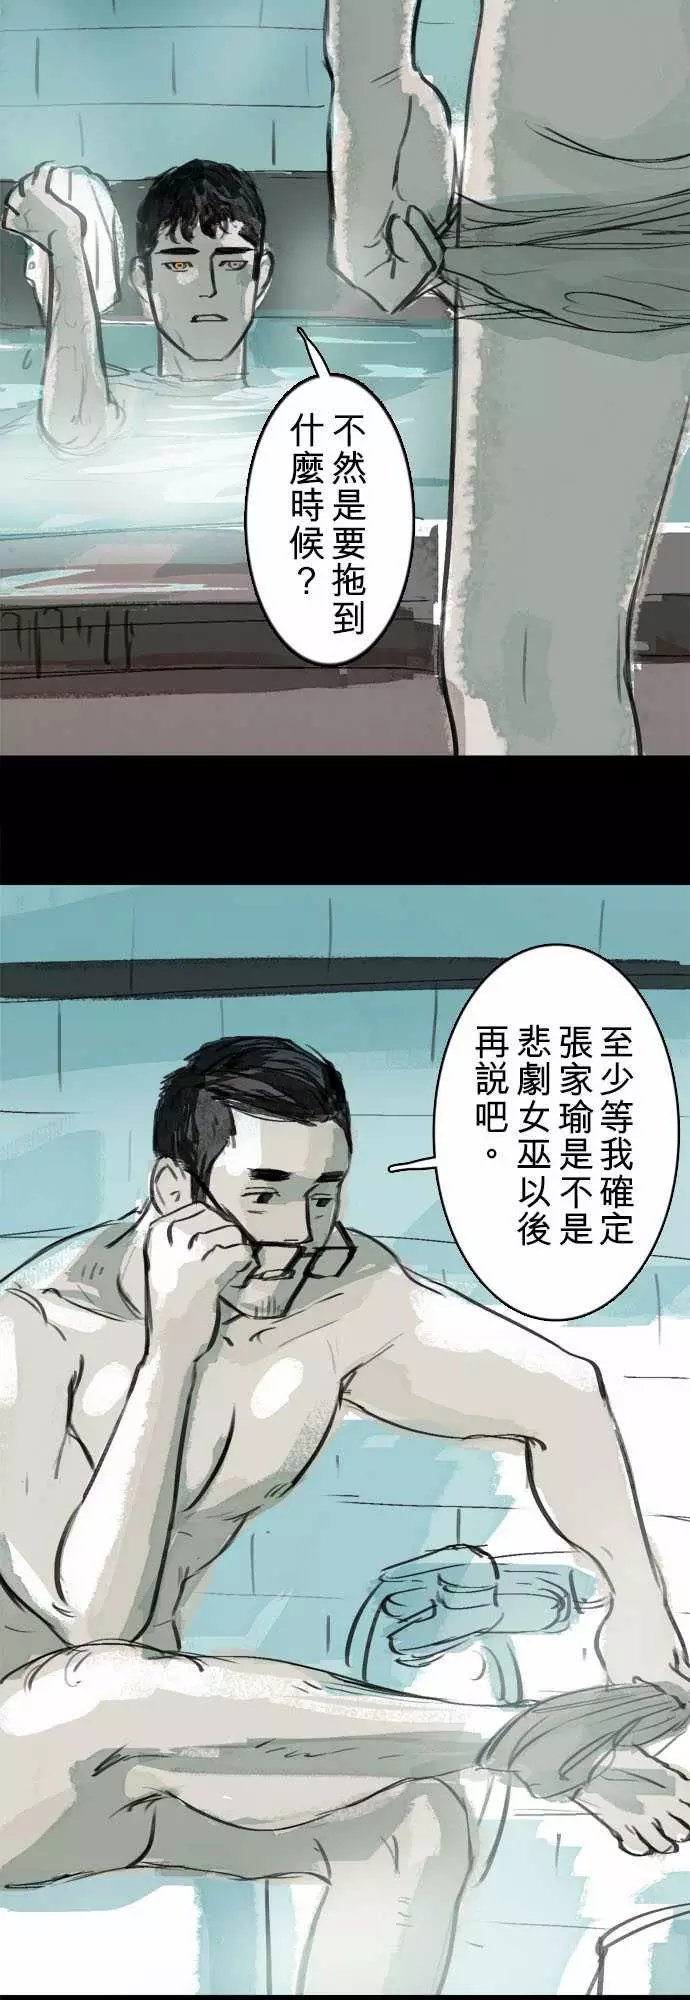 不然是要拖到
什麼時候？
至少等我確定
張家瑜是不是
悲劇女巫以後
再說吧。